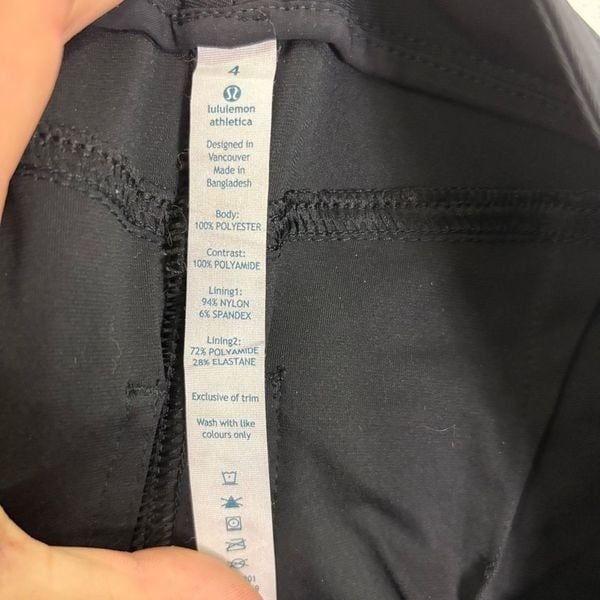 4
lululemon
athletica
Designed in
Vancouver
Made in
Bangladesh
Body:
100% POLYESTER
Contrast:
100% POLYAMIDE
Lining1:
94% NYLON
6% SPANDEX
Lining2:
72% POLYAMIDE
28% ELASTANE
Exclusive of trim
Wash with like
colours only